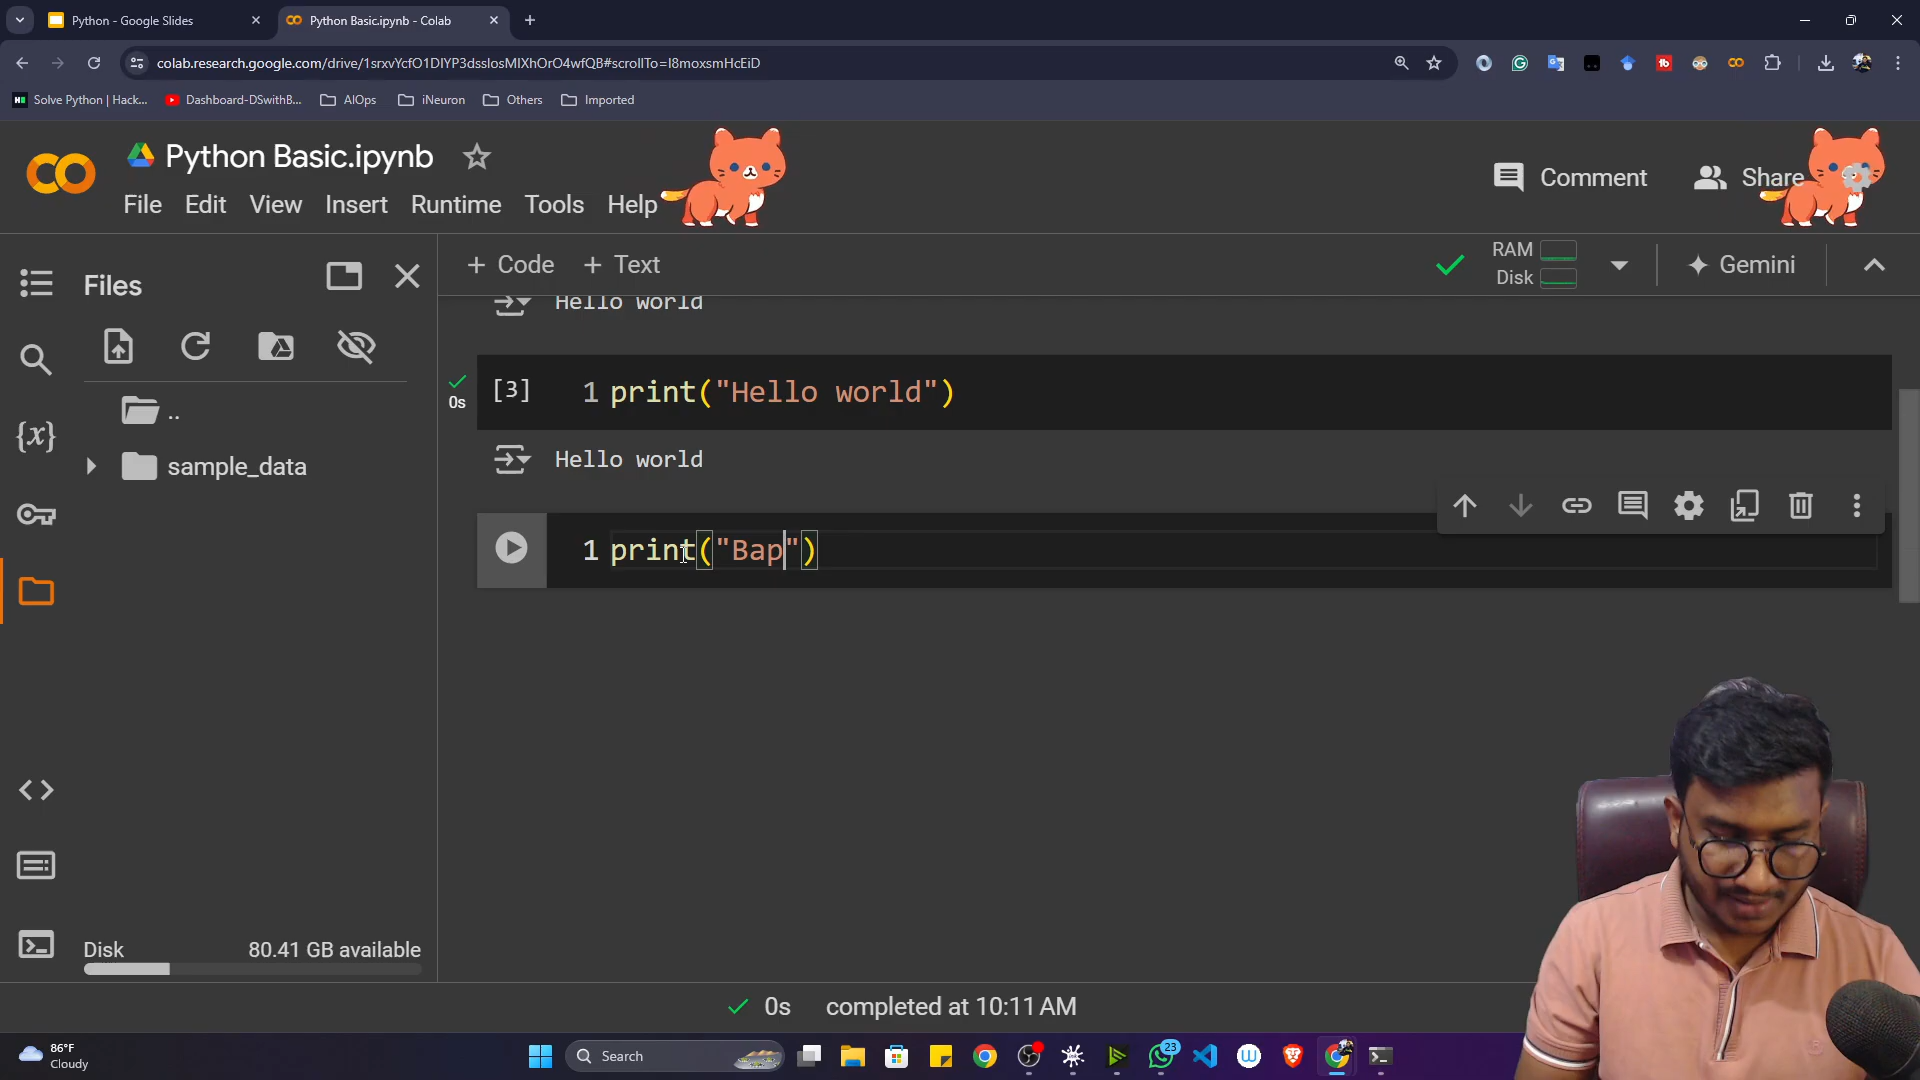 Python - Google Slides
Python Basic.ipynb - Colab
colab.research.google.com/drive/1srxvYcfO1DIYP3dsslosMIXhOrO4wfQB#scrollTo=I8moxsmHcEiD
Solve Python | Hack...
Dashboard-DSwithB...
AIOps
iNeuron
Others
Imported
Python Basic.ipynb
File Edit View Insert Runtime Tools Help
Comment
Share
Files
+ Code + Text
RAM
Disk
Gemini
..
sample_data
Hello world
[3] 1 print("Hello world")
0s
Hello world
1 print("Bap")
Disk 80.41 GB available
0s completed at 10:11 AM
86°F
Cloudy
Search
23